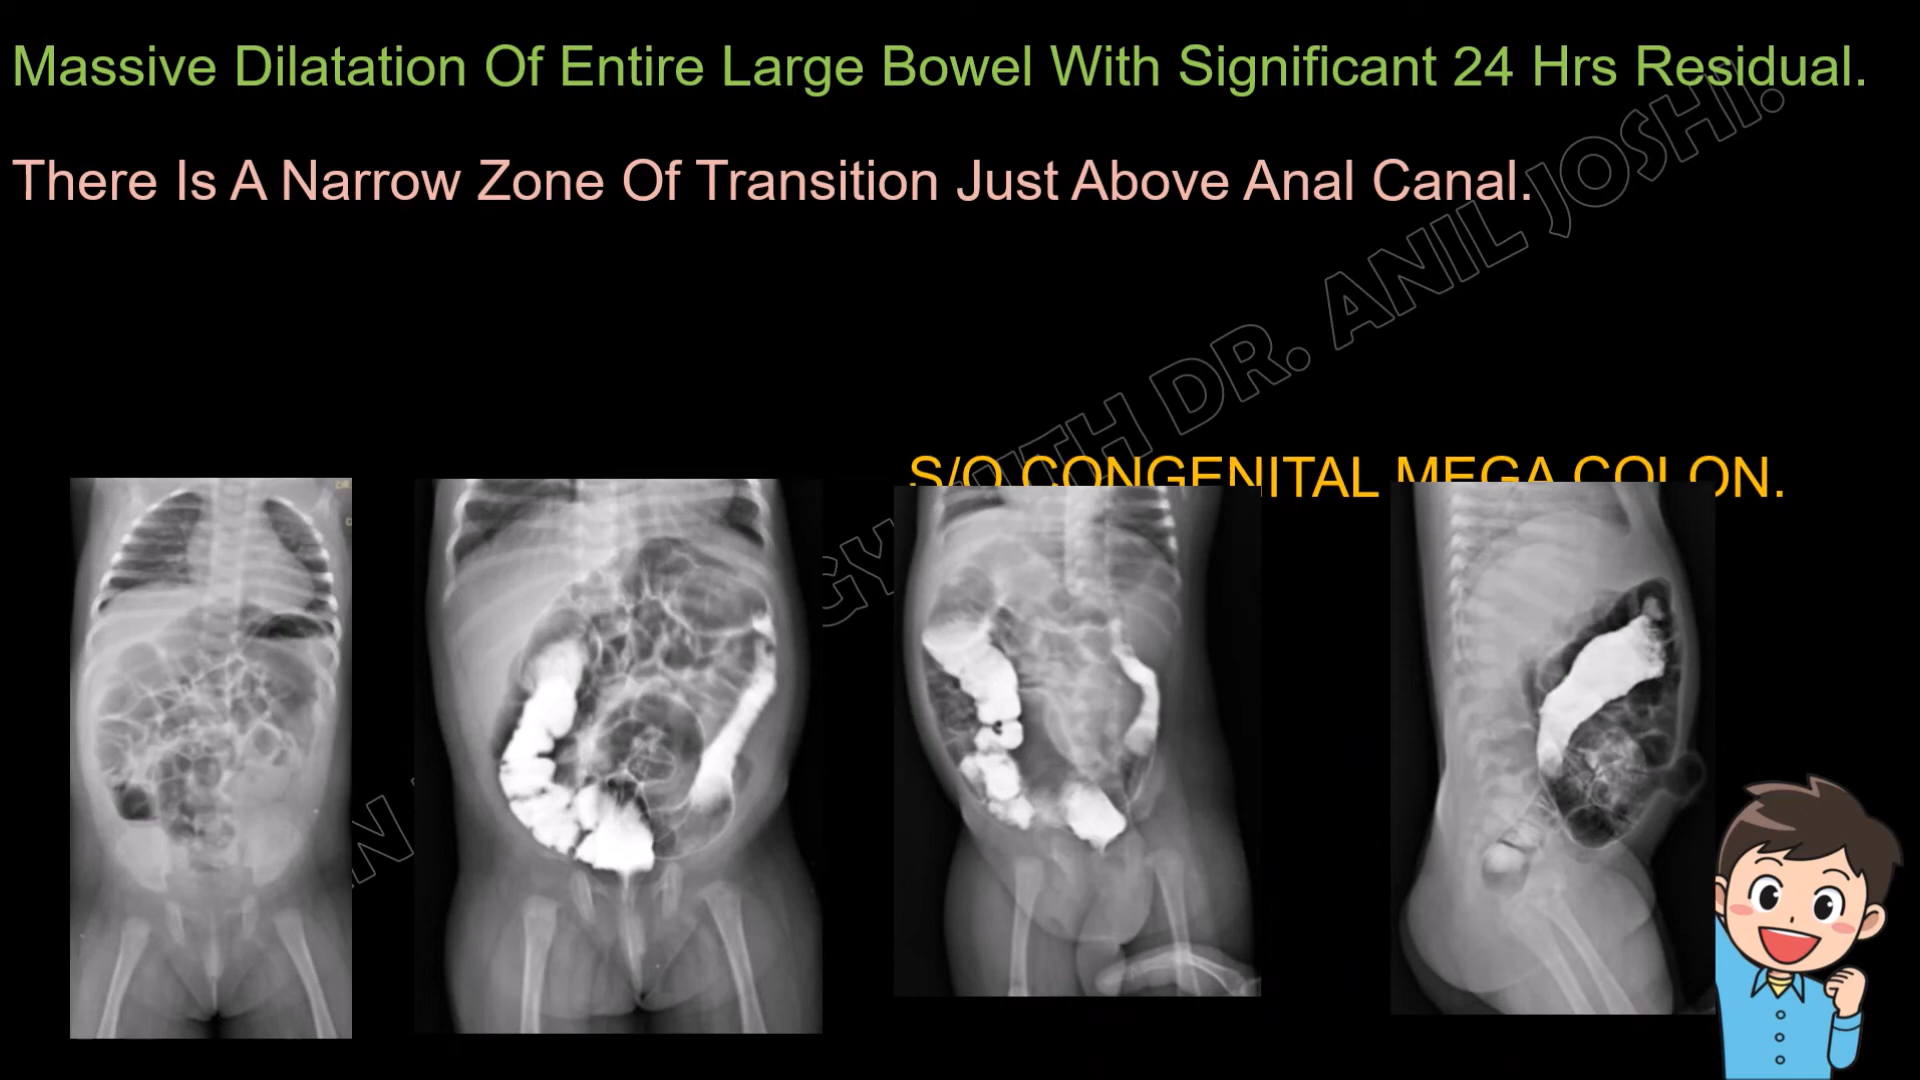 Massive Dilatation Of Entire Large Bowel With Significant 24 Hrs Residual.
There Is A Narrow Zone Of Transition Just Above Anal Canal.
S/O CONGENITAL MEGA COLON.
WITH DR. ANIL JOSHI.